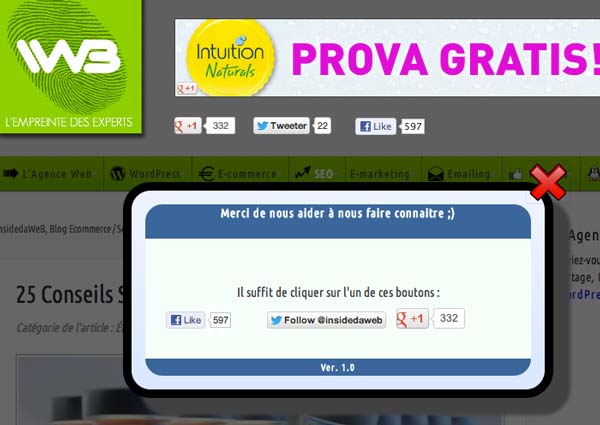 IWB
L'EMPREINTE DES EXPERTS
Intuition
Naturals
PROVA GRATIS!
g +1
g +1 332 Tweeter 22 Like 597
L'Agence Web WordPress E-commerce SEO E-marketing Emailing
Merci de nous aider à nous faire connaitre ;)
nsidedaWeB, Blog Ecommerce/Se
Agen
riez-vou
rtage, I
ordPre
Il suffit de cliquer sur l'un de ces boutons :
25 Conseils S
Like 597 Follow @insidedaweb g +1 332
Catégorie de l'article : É
Ver. 1.0